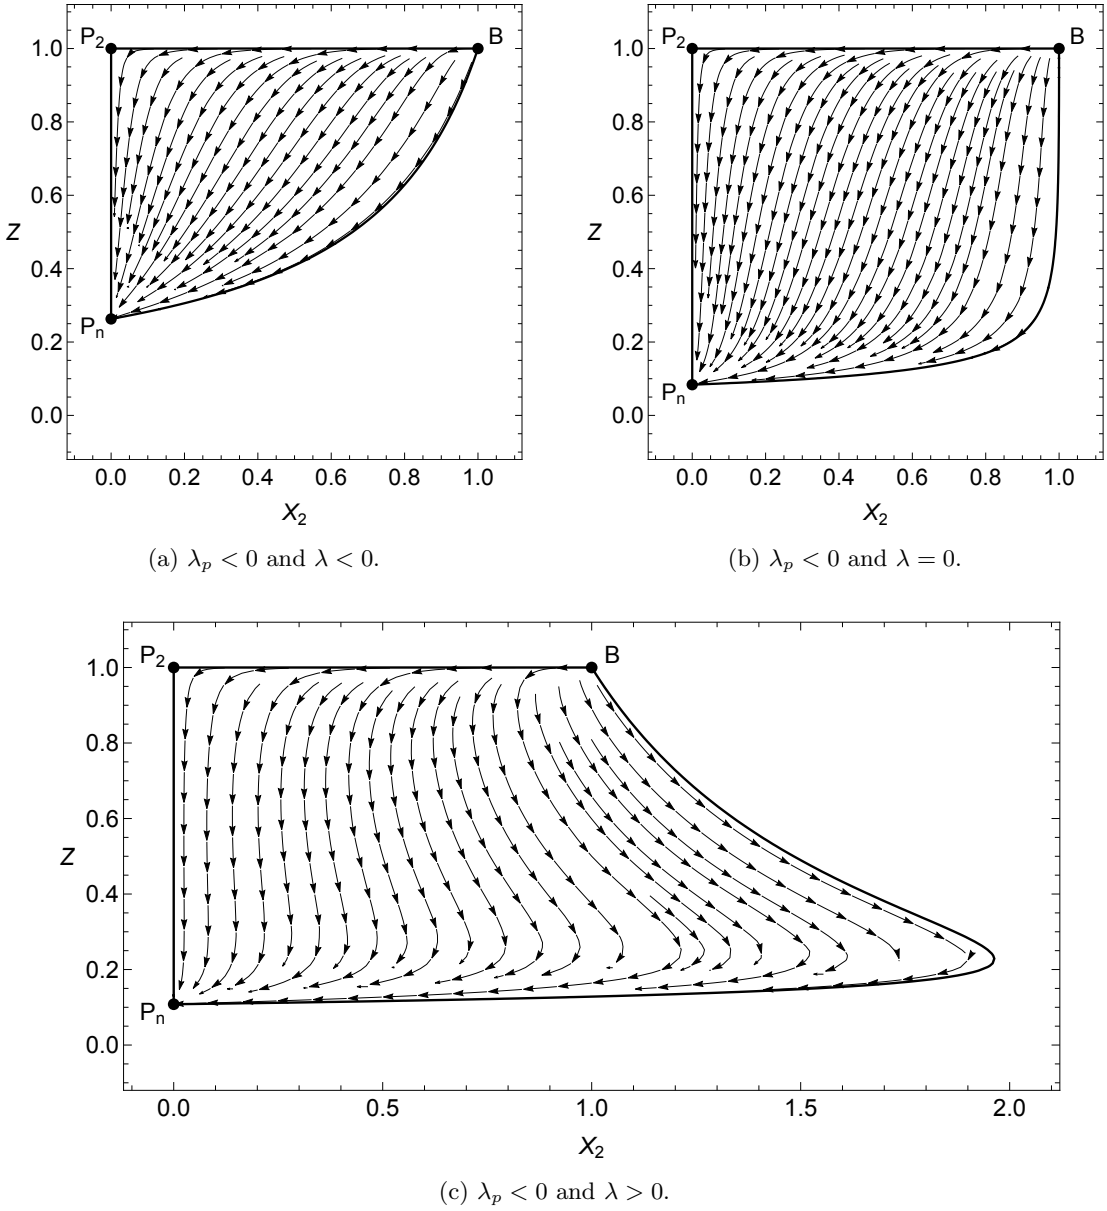 P2 B P2 B
1.0 1.0
0.8 0.8
0.6 0.6
Z Z
0.4 0.4
Pn
0.2 0.2
Pn
0.0 0.0
0.0 0.2 0.4 0.6 0.8 1.0 0.0 0.2 0.4 0.6 0.8 1.0
X2 X2
(a) λp < 0 and λ < 0. (b) λp < 0 and λ = 0.
P2 B
1.0
0.8
0.6
Z
0.4
0.2
Pn
0.0
0.0 0.5 1.0 1.5 2.0
X2
(c) λp < 0 and λ > 0.